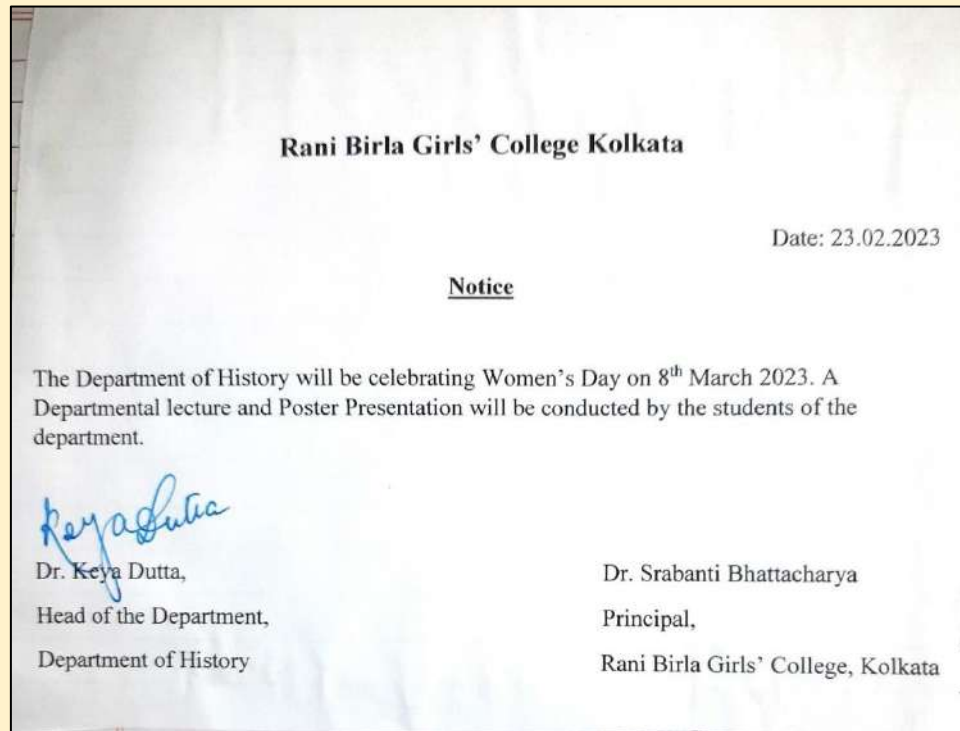 Rani Birla Girls' College Kolkata
Date: 23.02.2023
Notice
The Department of History will be celebrating Women's Day on 8th March 2023. A
Departmental lecture and Poster Presentation will be conducted by the students of the
department.
Keya Dutta
Dr. Keya Dutta,
Dr. Srabanti Bhattacharya
Head of the Department,
Principal,
Department of History
Rani Birla Girls' College, Kolkata